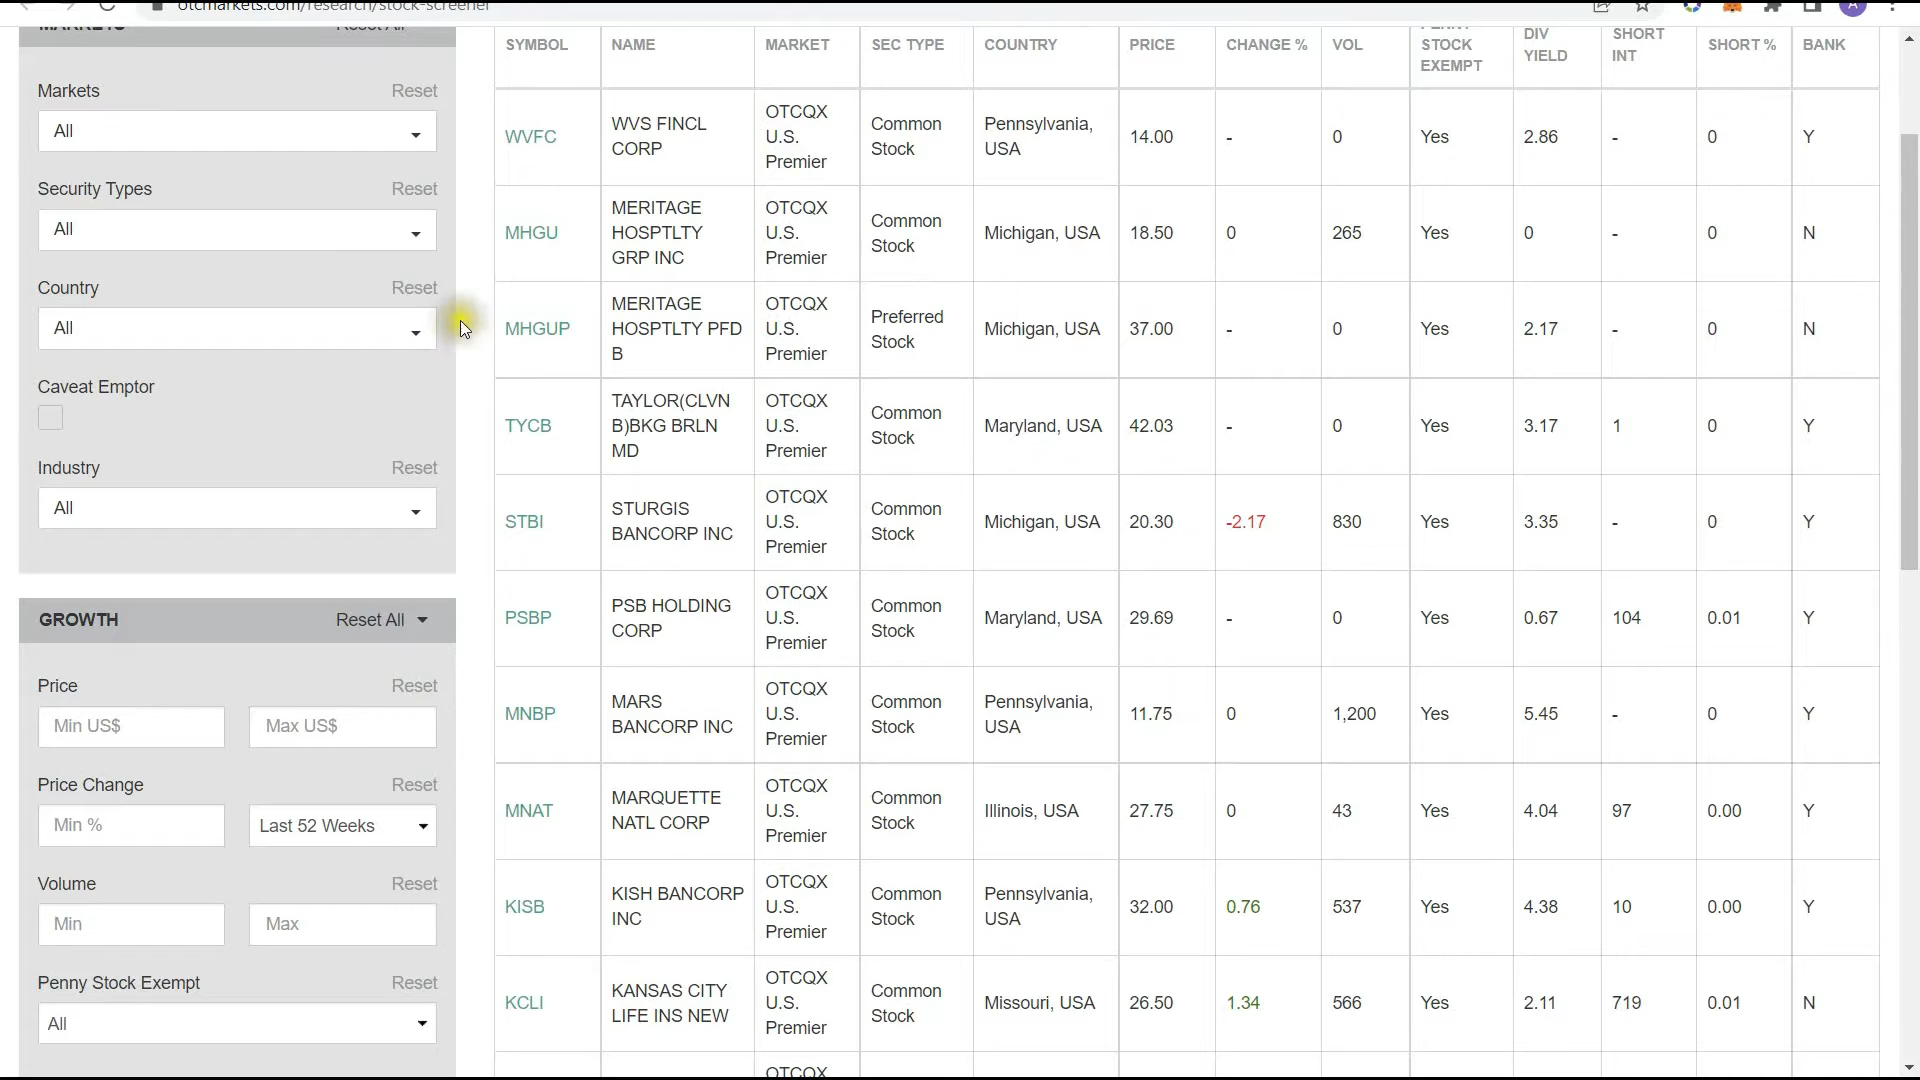 otcmarkets.com/research/stock-screener
A
MARKETS
Reset All
Markets
Reset
All
Security Types
Reset
All
Country
Reset
All
Caveat Emptor
Industry
Reset
All
GROWTH
Reset All
Price
Reset
Min US$
Max US$
Price Change
Reset
Min %
Last 52 Weeks
Volume
Reset
Min
Max
Penny Stock Exempt
Reset
All
SYMBOL
NAME
MARKET
SEC TYPE
COUNTRY
PRICE
CHANGE %
VOL
PENNY
STOCK
EXEMPT
DIV
YIELD
SHORT
INT
SHORT %
BANK
WVFC
WVS FINCL
CORP
OTCQX
U.S.
Premier
Common
Stock
Pennsylvania,
USA
14.00
-
0
Yes
2.86
-
0
Y
MHGU
MERITAGE
HOSPTLTY
GRP INC
OTCQX
U.S.
Premier
Common
Stock
Michigan, USA
18.50
0
265
Yes
0
-
0
N
MHGUP
MERITAGE
HOSPTLTY PFD
B
OTCQX
U.S.
Premier
Preferred
Stock
Michigan, USA
37.00
-
0
Yes
2.17
-
0
N
TYCB
TAYLOR(CLVN
B)BKG BRLN
MD
OTCQX
U.S.
Premier
Common
Stock
Maryland, USA
42.03
-
0
Yes
3.17
1
0
Y
STBI
STURGIS
BANCORP INC
OTCQX
U.S.
Premier
Common
Stock
Michigan, USA
20.30
-2.17
830
Yes
3.35
-
0
Y
PSBP
PSB HOLDING
CORP
OTCQX
U.S.
Premier
Common
Stock
Maryland, USA
29.69
-
0
Yes
0.67
104
0.01
Y
MNBP
MARS
BANCORP INC
OTCQX
U.S.
Premier
Common
Stock
Pennsylvania,
USA
11.75
0
1,200
Yes
5.45
-
0
Y
MNAT
MARQUETTE
NATL CORP
OTCQX
U.S.
Premier
Common
Stock
Illinois, USA
27.75
0
43
Yes
4.04
97
0.00
Y
KISB
KISH BANCORP
INC
OTCQX
U.S.
Premier
Common
Stock
Pennsylvania,
USA
32.00
0.76
537
Yes
4.38
10
0.00
Y
KCLI
KANSAS CITY
LIFE INS NEW
OTCQX
U.S.
Premier
Common
Stock
Missouri, USA
26.50
1.34
566
Yes
2.11
719
0.01
N
OTCQX